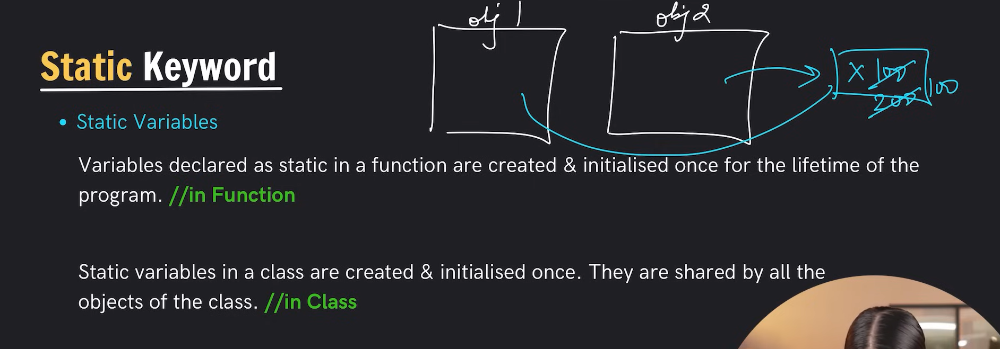 obj 1
obj 2
Static Keyword
x 100
200 100
• Static Variables
Variables declared as static in a function are created & initialised once for the lifetime of the
program. //in Function
Static variables in a class are created & initialised once. They are shared by all the
objects of the class. //in Class